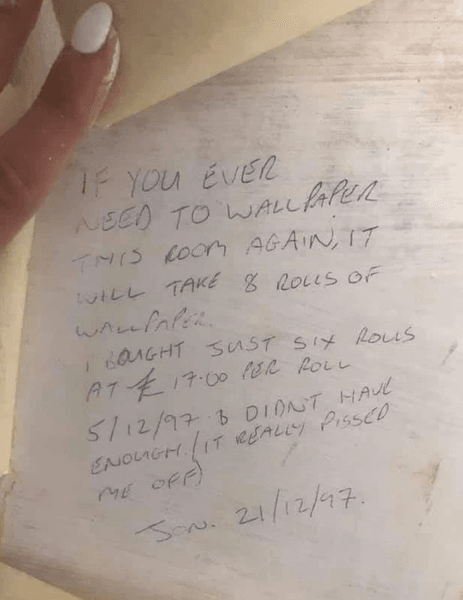 IF YOU EVER
NEED TO WALLPAPER
THIS ROOM AGAIN, IT
WILL TAKE 8 ROLLS OF
WALLPAPER.
I BOUGHT JUST SIX ROLLS
AT £17.00 PER ROLL
5/12/97 & DIDNT HAVE
ENOUGH. (IT REALLY PISSED
ME OFF)
JON. 21/12/97.